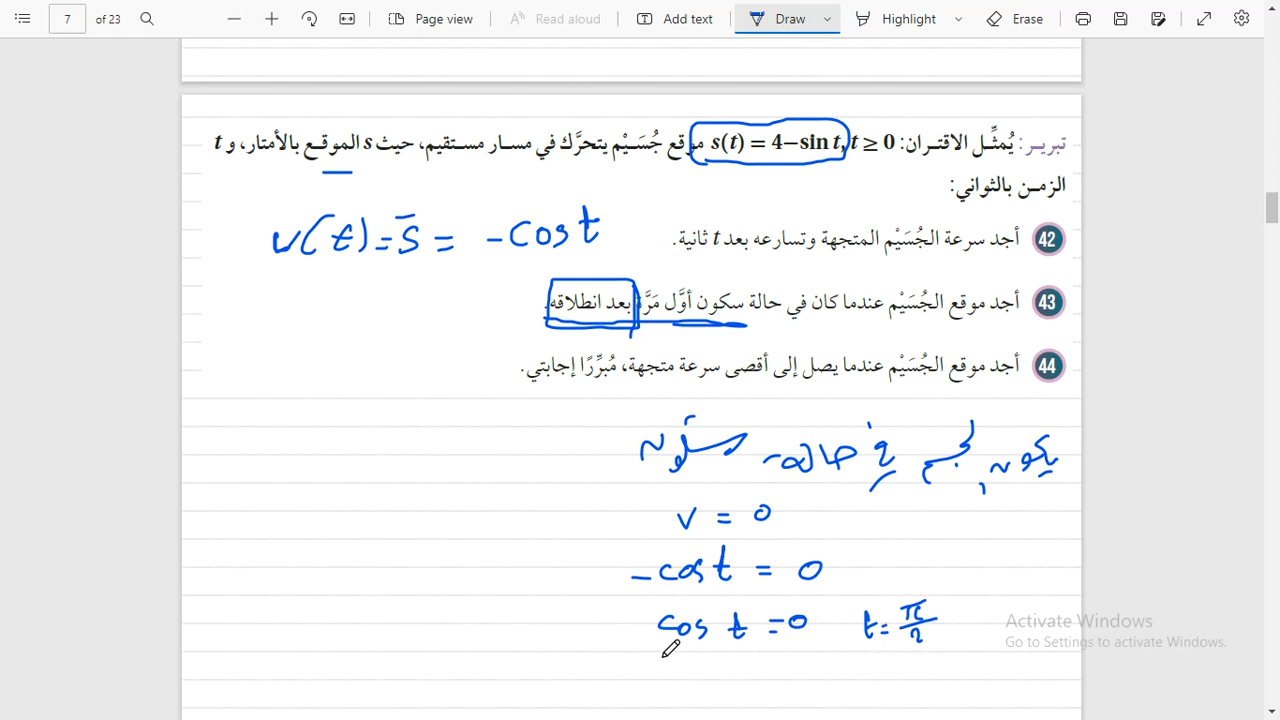 7 of 23 Page view Read aloud Add text Draw Highlight Erase
تبرير: يُمثِّل الاقتران: s(t) = 4−sin t, t ≥ 0 موقع جُسَيْم يتحرَّك في مسار مستقيم، حيث s الموقع بالأمتار، و t
الزمن بالثواني:
42 أجد سرعة الجُسَيْم المتجهة وتسارعه بعد t ثانية.
v(t) = s̄ = - cos t
43 أجد موقع الجُسَيْم عندما كان في حالة سكون أوَّل مَرَّة بعد انطلاقه.
44 أجد موقع الجُسَيْم عندما يصل إلى أقصى سرعة متجهة، مُبرِّرًا إجابتي.
يكون الجسم في حالة سكون
v = 0
- cos t = 0
cos t = 0 t = π/2
Activate Windows
Go to Settings to activate Windows.